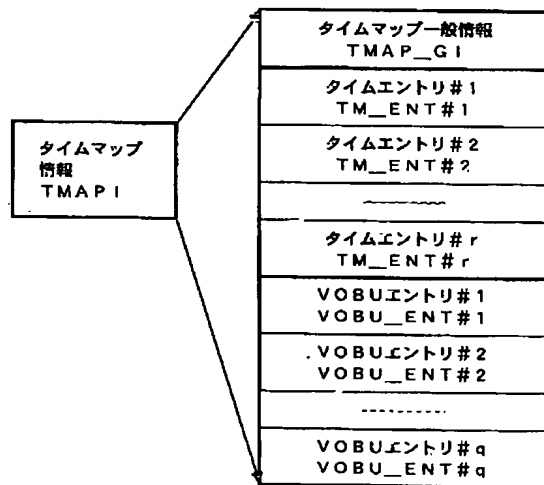 タイムマップ
情報
TMAPI
タイムマップ一般情報
TMAP_GI
タイムエントリ#1
TM_ENT#1
タイムエントリ#2
TM_ENT#2
タイムエントリ#r
TM_ENT#r
VOBUエントリ#1
VOBU_ENT#1
VOBUエントリ#2
VOBU_ENT#2
VOBUエントリ#q
VOBU_ENT#q